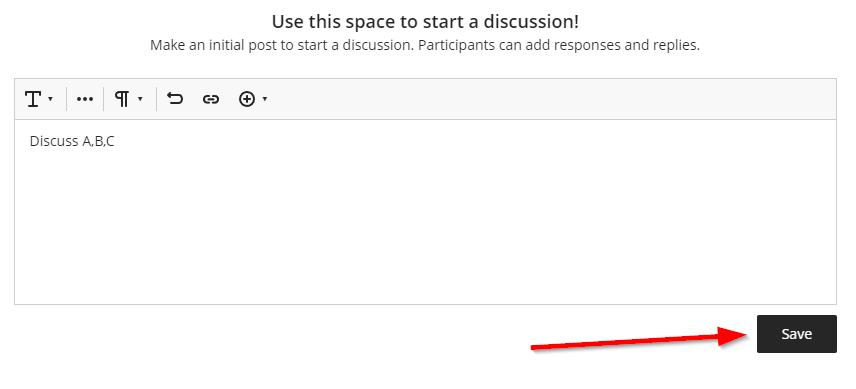 Use this space to start a discussion!
Make an initial post to start a discussion. Participants can add responses and replies.
Discuss A,B,C
Save